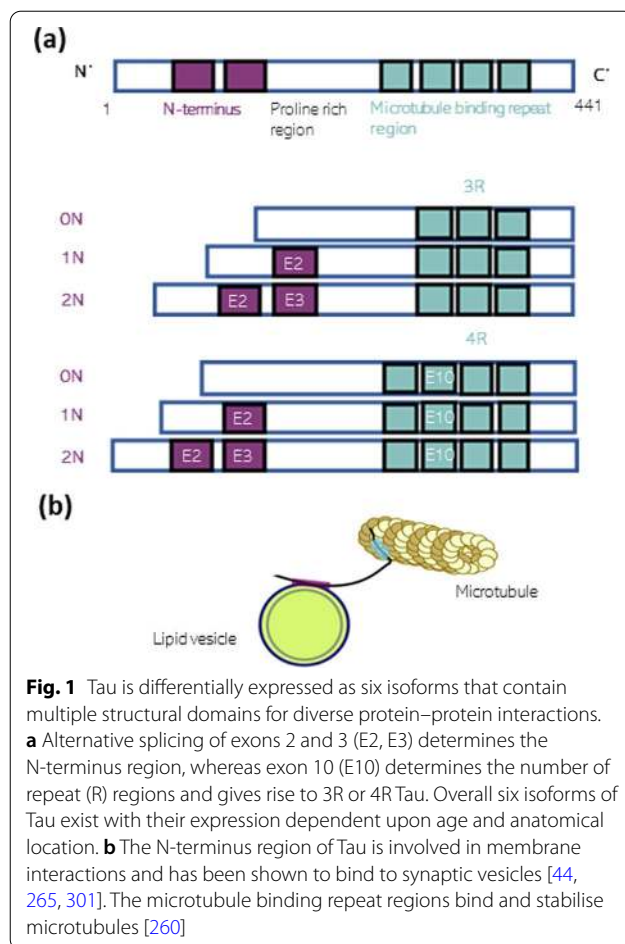 (a)
N'
C'
1
N-terminus
Proline rich
region
Microtubule binding repeat
region
441
3R
0N
1N
E2
2N
E2
E3
4R
0N
E10
1N
E2
E10
2N
E2
E3
E10
(b)
Microtubule
Lipid vesicle
Fig. 1 Tau is differentially expressed as six isoforms that contain
multiple structural domains for diverse protein–protein interactions.
a Alternative splicing of exons 2 and 3 (E2, E3) determines the
N-terminus region, whereas exon 10 (E10) determines the number of
repeat (R) regions and gives rise to 3R or 4R Tau. Overall six isoforms of
Tau exist with their expression dependent upon age and anatomical
location. b The N-terminus region of Tau is involved in membrane
interactions and has been shown to bind to synaptic vesicles [44,
265, 301]. The microtubule binding repeat regions bind and stabilise
microtubules [260]